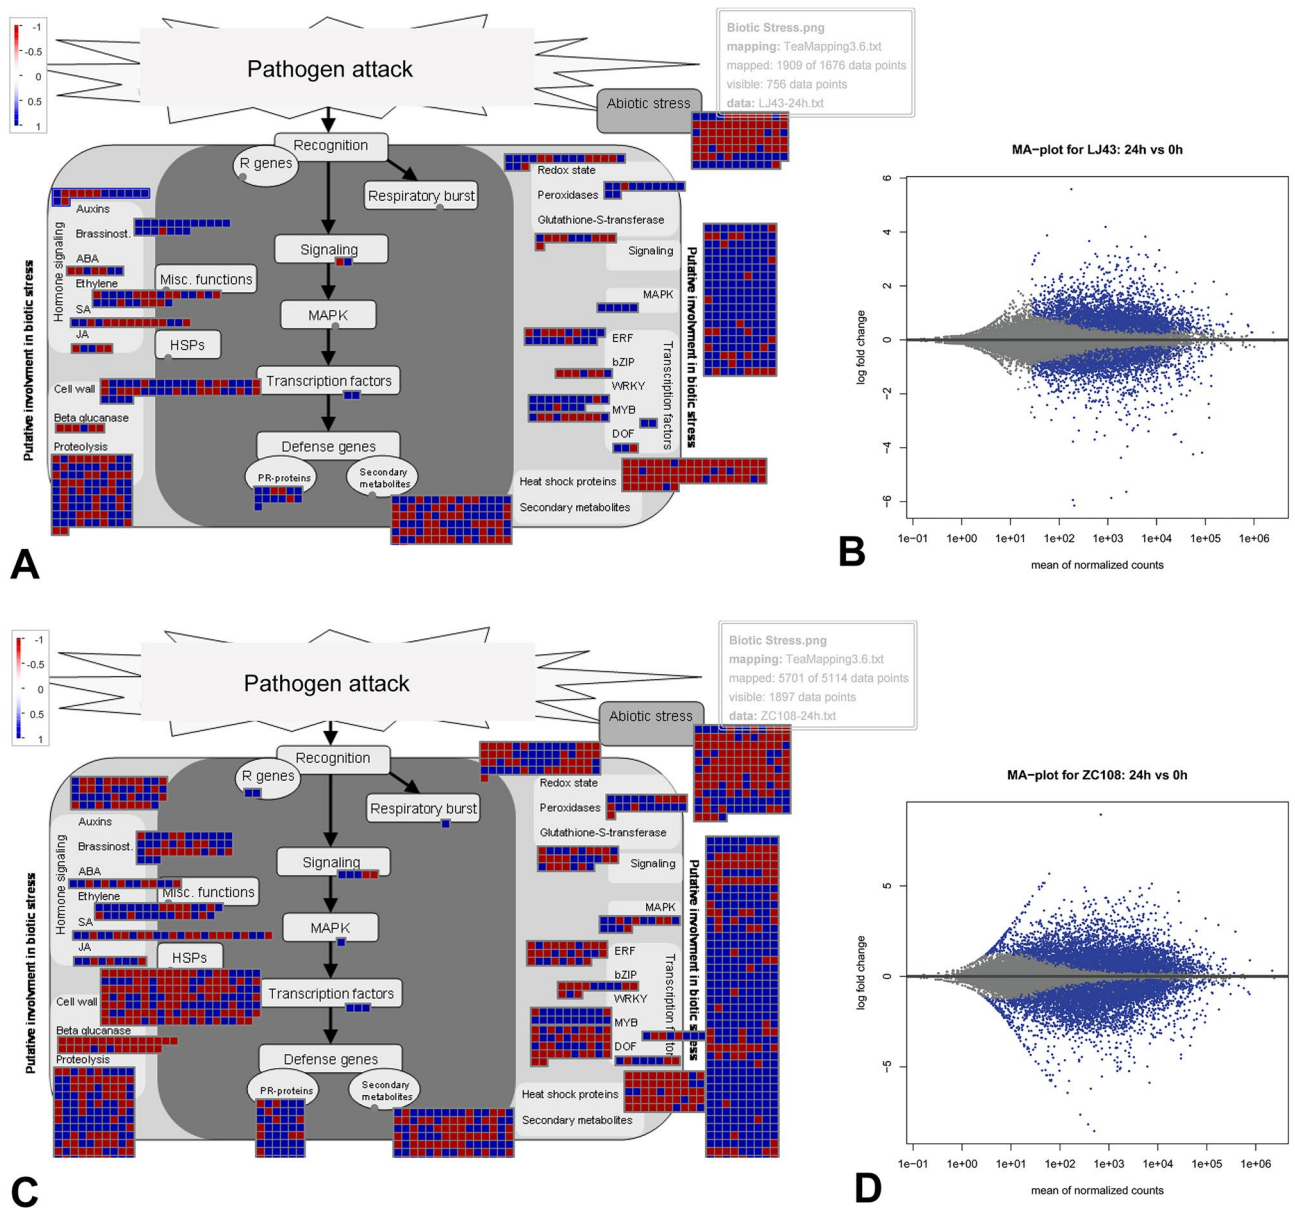 -1
-0.5
0
0.5
1
Pathogen attack
Biotic Stress.png
mapping: TeaMapping3.6.txt
mapped: 1909 of 1676 data points
visible: 756 data points
data: LJ43-24h.txt
Abiotic stress
Recognition
R genes
Respiratory burst
Signaling
Misc. functions
MAPK
HSPs
Transcription factors
Defense genes
PR-proteins
Secondary
metabolites
Putative involvment in biotic stress
Hormone signaling
Auxins
Brassinost.
ABA
Ethylene
SA
JA
Cell wall
Beta glucanase
Proteolysis
Redox state
Peroxidases
Glutathione-S-transferase
Signaling
MAPK
ERF
bZIP
WRKY
MYB
DOF
Transcription factors
Putative involvment in biotic stress
Heat shock proteins
Secondary metabolites
A
MA-plot for LJ43: 24h vs 0h
log fold change
6
4
2
0
-2
-4
-6
1e-01 1e+00 1e+01 1e+02 1e+03 1e+04 1e+05 1e+06
mean of normalized counts
B
-1
-0.5
0
0.5
1
Pathogen attack
Biotic Stress.png
mapping: TeaMapping3.6.txt
mapped: 5701 of 5114 data points
visible: 1897 data points
data: ZC108-24h.txt
Abiotic stress
Recognition
R genes
Respiratory burst
Signaling
Misc. functions
MAPK
HSPs
Transcription factors
Defense genes
PR-proteins
Secondary
metabolites
Putative involvment in biotic stress
Hormone signaling
Auxins
Brassinost.
ABA
Ethylene
SA
JA
Cell wall
Beta glucanase
Proteolysis
Redox state
Peroxidases
Glutathione-S-transferase
Signaling
MAPK
ERF
bZIP
WRKY
MYB
DOF
Transcription factors
Putative involvment in biotic stress
Heat shock proteins
Secondary metabolites
C
MA-plot for ZC108: 24h vs 0h
log fold change
5
0
-5
1e-01 1e+00 1e+01 1e+02 1e+03 1e+04 1e+05 1e+06
mean of normalized counts
D